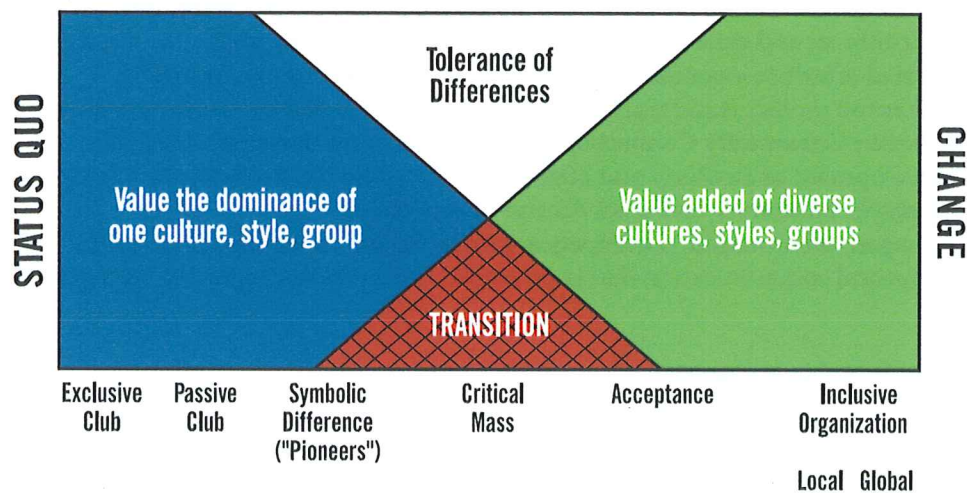 Tolerance of
Differences
STATUS QUO
Value the dominance of
one culture, style, group
Value added of diverse
cultures, styles, groups
CHANGE
TRANSITION
Exclusive
Club
Passive
Club
Symbolic
Difference
("Pioneers")
Critical
Mass
Acceptance
Inclusive
Organization
Local Global